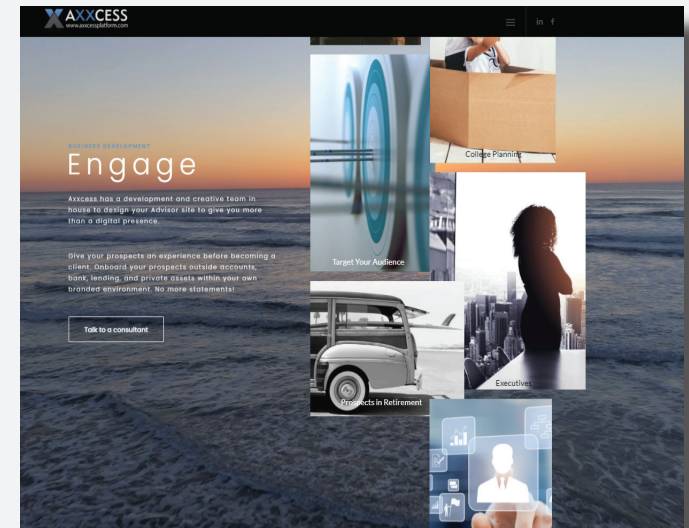 AXXCESS
www.axxcessplatform.com
in f
BUSINESS DEVELOPMENT
Engage
Axxcess has a development and creative team in
house to design your Advisor site to give you more
than a digital presence.
Give your prospects an experience before becoming a
client. Onboard your prospects outside accounts,
bank, lending, and private assets within your own
branded environment. No more statements!
Talk to a consultant
College Planning
Target Your Audience
Executives
Prospects in Retirement